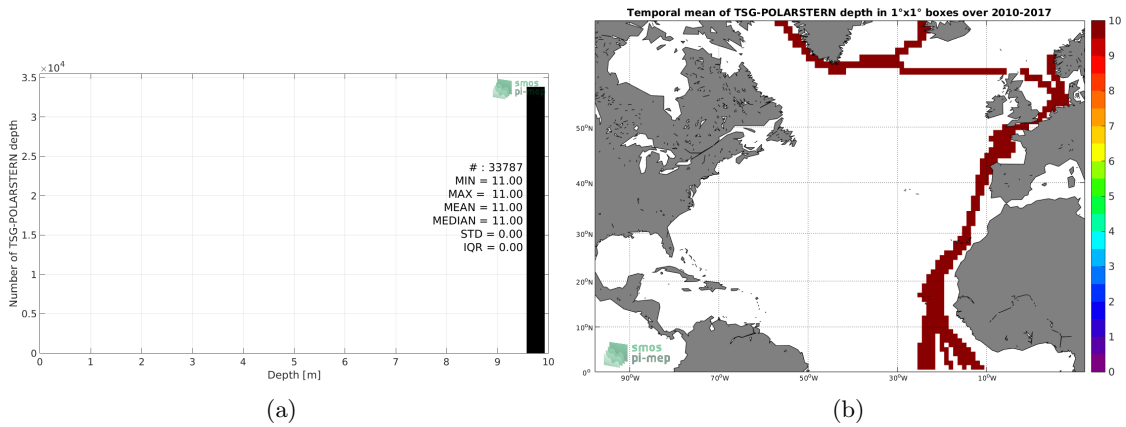 Temporal mean of TSG-POLARSTERN depth in 1°x1° boxes over 2010-2017
×10⁴
3.5
3
2.5
2
1.5
1
0.5
0
Number of TSG-POLARSTERN depth
smos
pi-mep
# : 33787
MIN = 11.00
MAX = 11.00
MEAN = 11.00
MEDIAN = 11.00
STD = 0.00
IQR = 0.00
0 1 2 3 4 5 6 7 8 9 10
Depth [m]
(a)
50°N
40°N
30°N
20°N
10°N
0°
90°W 70°W 50°W 30°W 10°W
smos
pi-mep
10
9
8
7
6
5
4
3
2
1
0
(b)